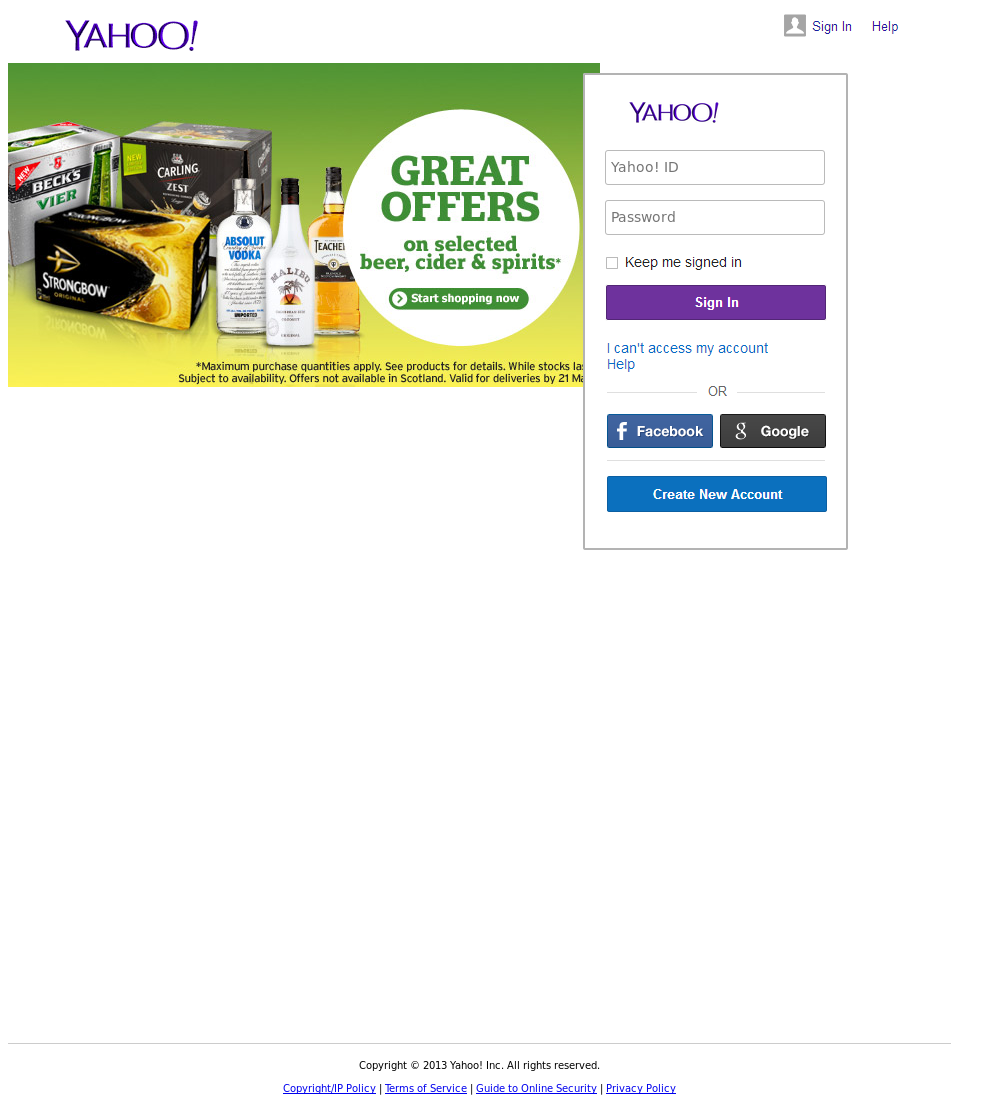 YAHOO!
Sign In
Help
NEW
BECK'S
VIER
NEW
CARLING
ZEST
STRONGBOW
ORIGINAL
ABSOLUT
Country of Sweden
VODKA
IMPORTED
MALIBU
ORIGINAL
TEACHER
GREAT
OFFERS
on selected
beer, cider & spirits*
Start shopping now
*Maximum purchase quantities apply. See products for details. While stocks las
Subject to availability. Offers not available in Scotland. Valid for deliveries by 21 Ma
YAHOO!
Yahoo! ID
Password
Keep me signed in
Sign In
I can't access my account
Help
OR
Facebook
Google
Create New Account
Copyright © 2013 Yahoo! Inc. All rights reserved.
Copyright/IP Policy | Terms of Service | Guide to Online Security | Privacy Policy